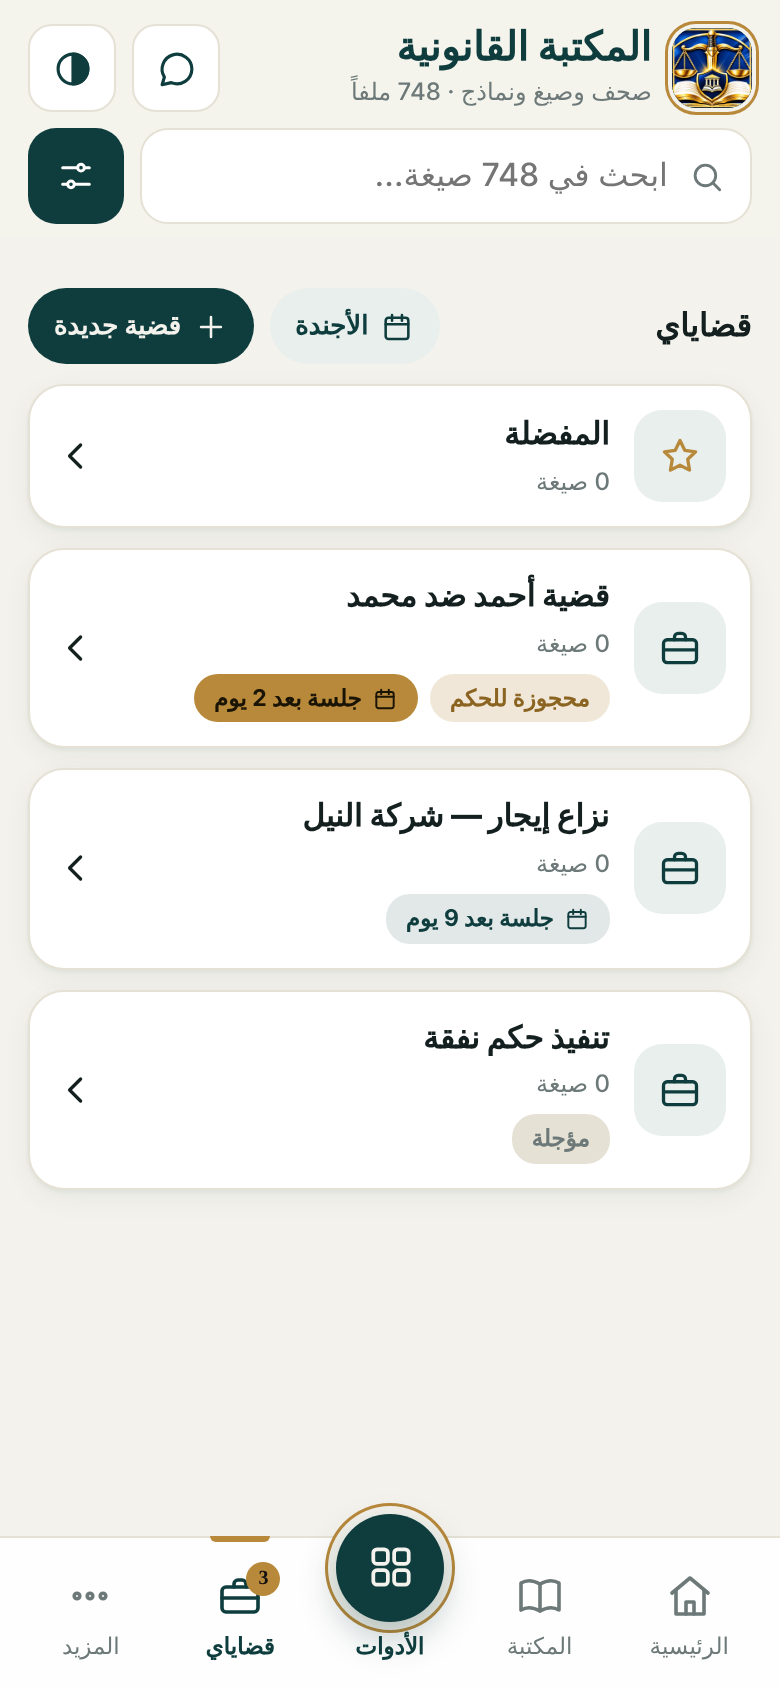 المكتبة القانونية
صحف وصيغ ونماذج · 748 ملفاً
ابحث في 748 صيغة...
قضاياي
الأجندة
قضية جديدة
المفضلة
0 صيغة
قضية أحمد ضد محمد
0 صيغة
محجوزة للحكم
جلسة بعد 2 يوم
نزاع إيجار — شركة النيل
0 صيغة
جلسة بعد 9 يوم
تنفيذ حكم نفقة
0 صيغة
مؤجلة
الرئيسية
المكتبة
الأدوات
3
قضاياي
المزيد